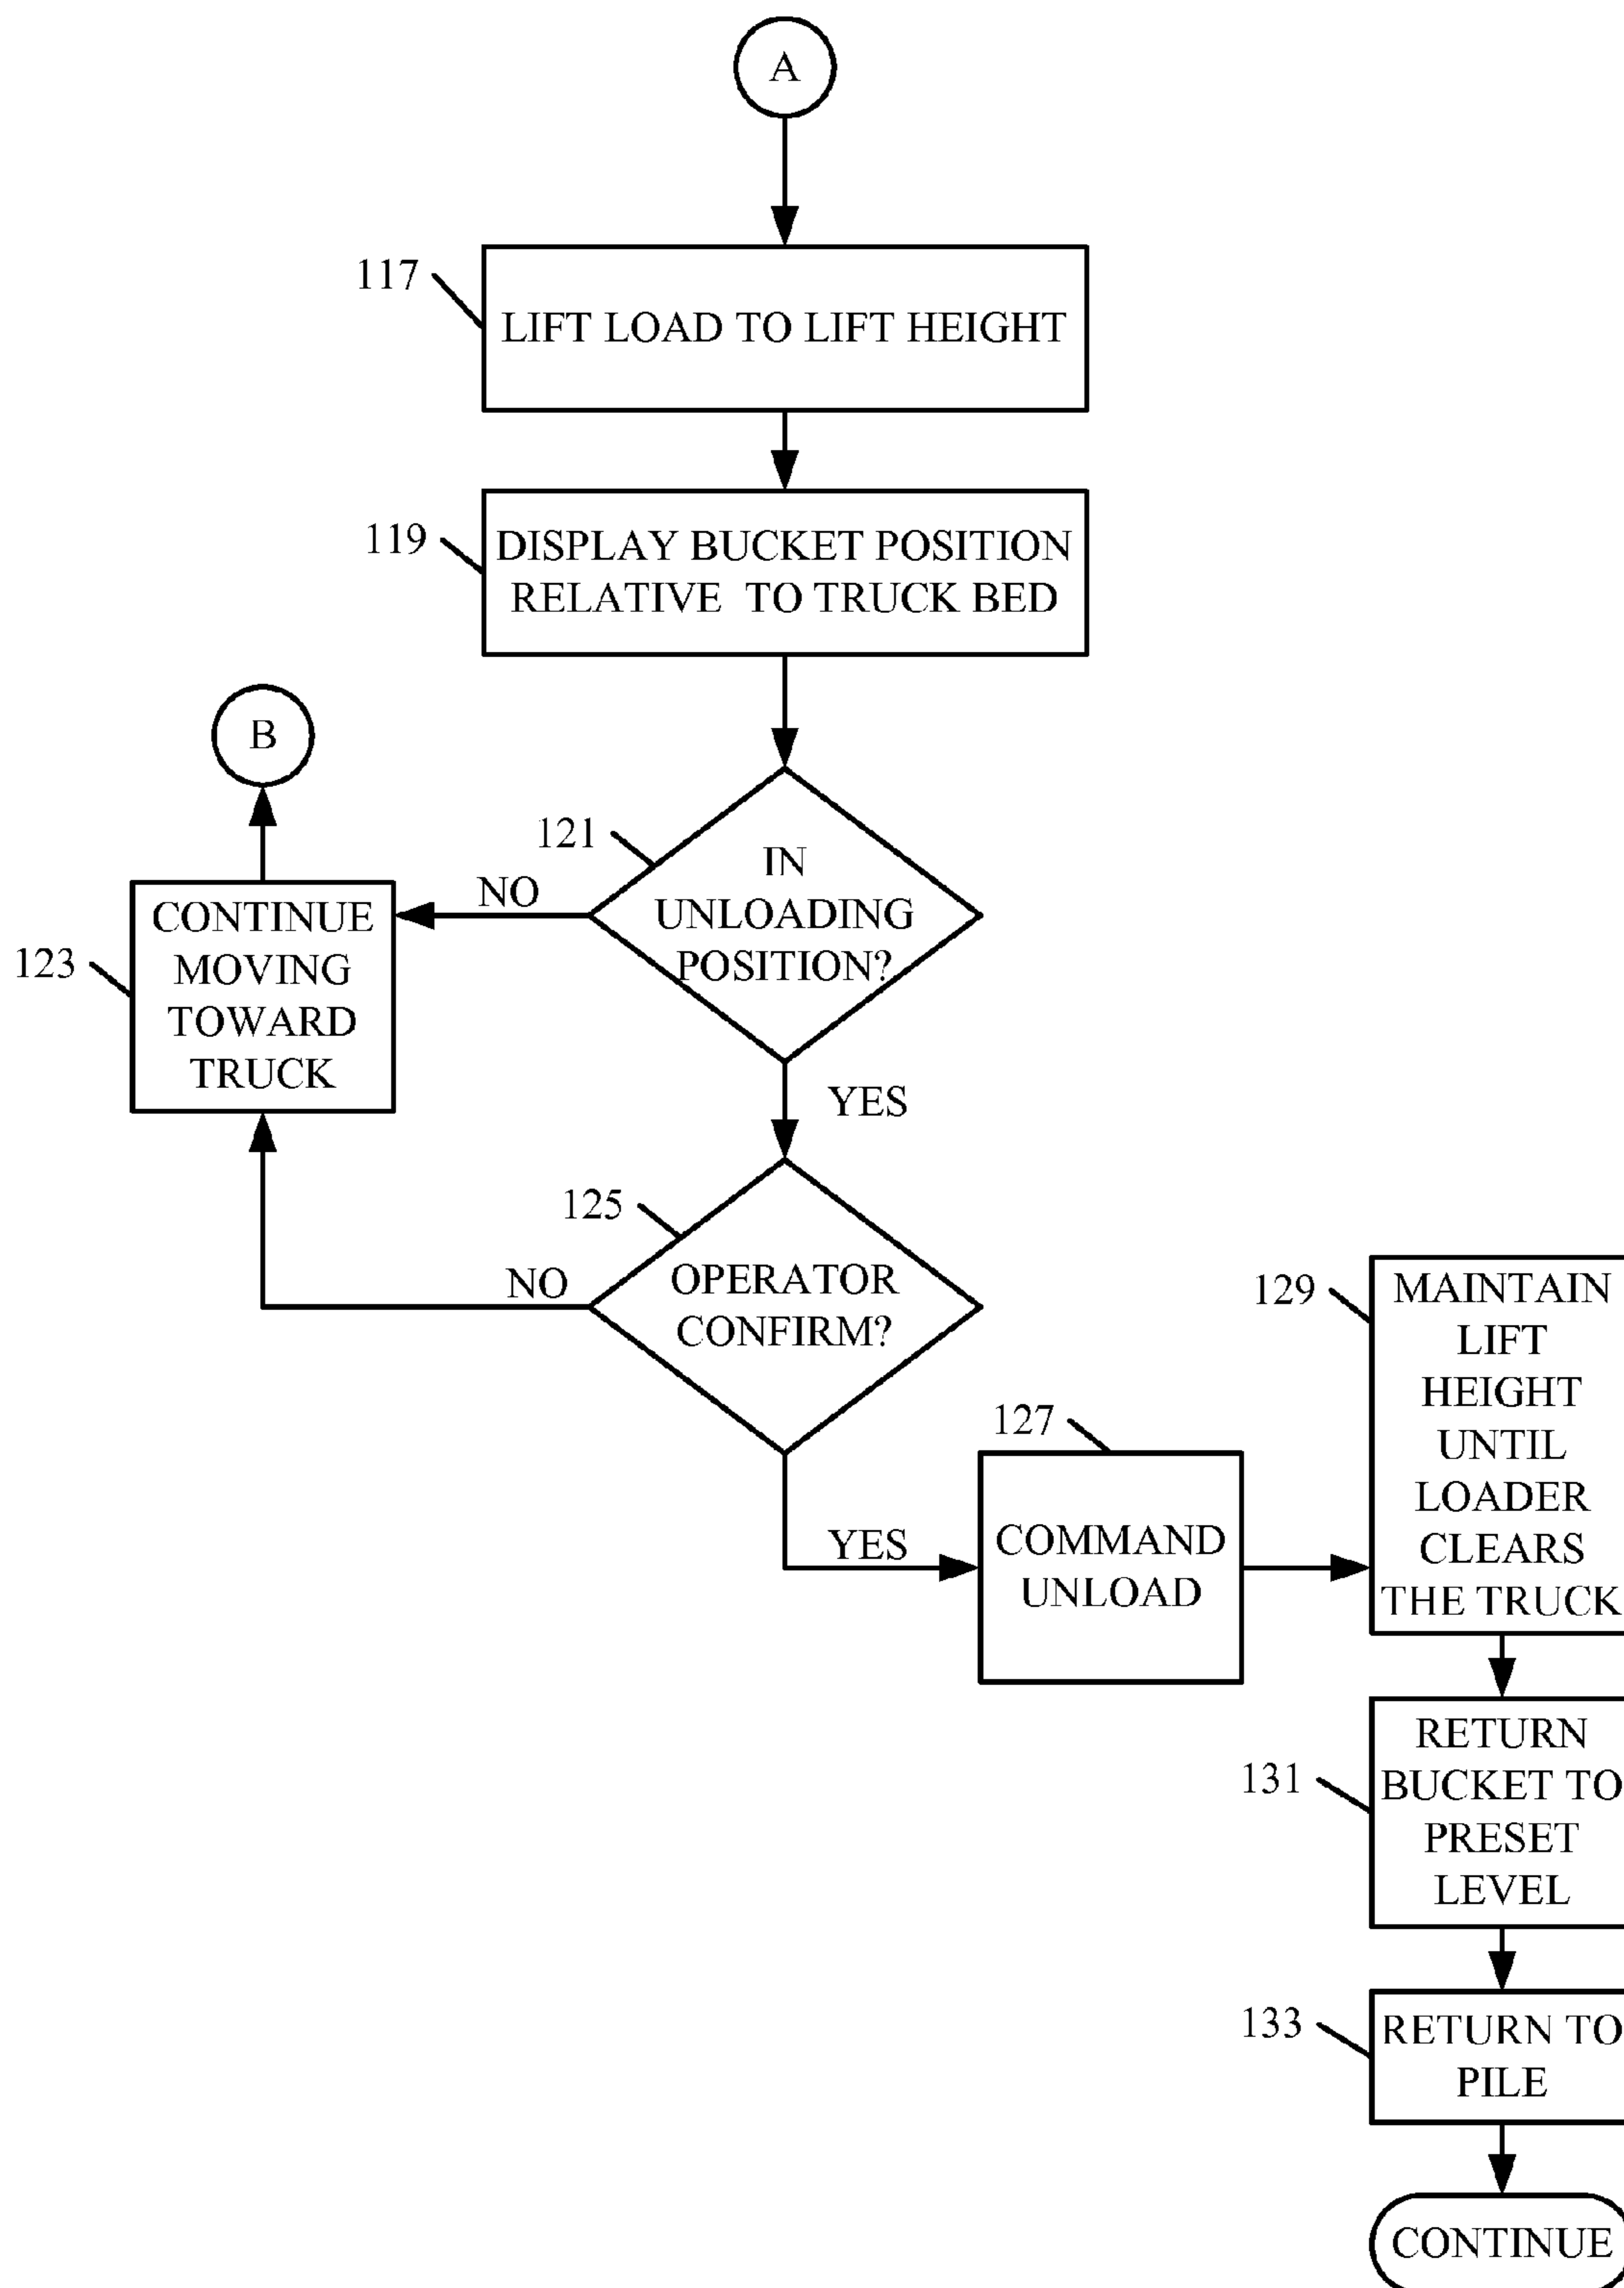 A
117
LIFT LOAD TO LIFT HEIGHT
119
DISPLAY BUCKET POSITION
RELATIVE TO TRUCK BED
B
121
IN
UNLOADING
POSITION?
NO
123
CONTINUE
MOVING
TOWARD
TRUCK
YES
125
OPERATOR
CONFIRM?
NO
YES
127
COMMAND
UNLOAD
129
MAINTAIN
LIFT
HEIGHT
UNTIL
LOADER
CLEARS
THE TRUCK
131
RETURN
BUCKET TO
PRESET
LEVEL
133
RETURN TO
PILE
CONTINUE